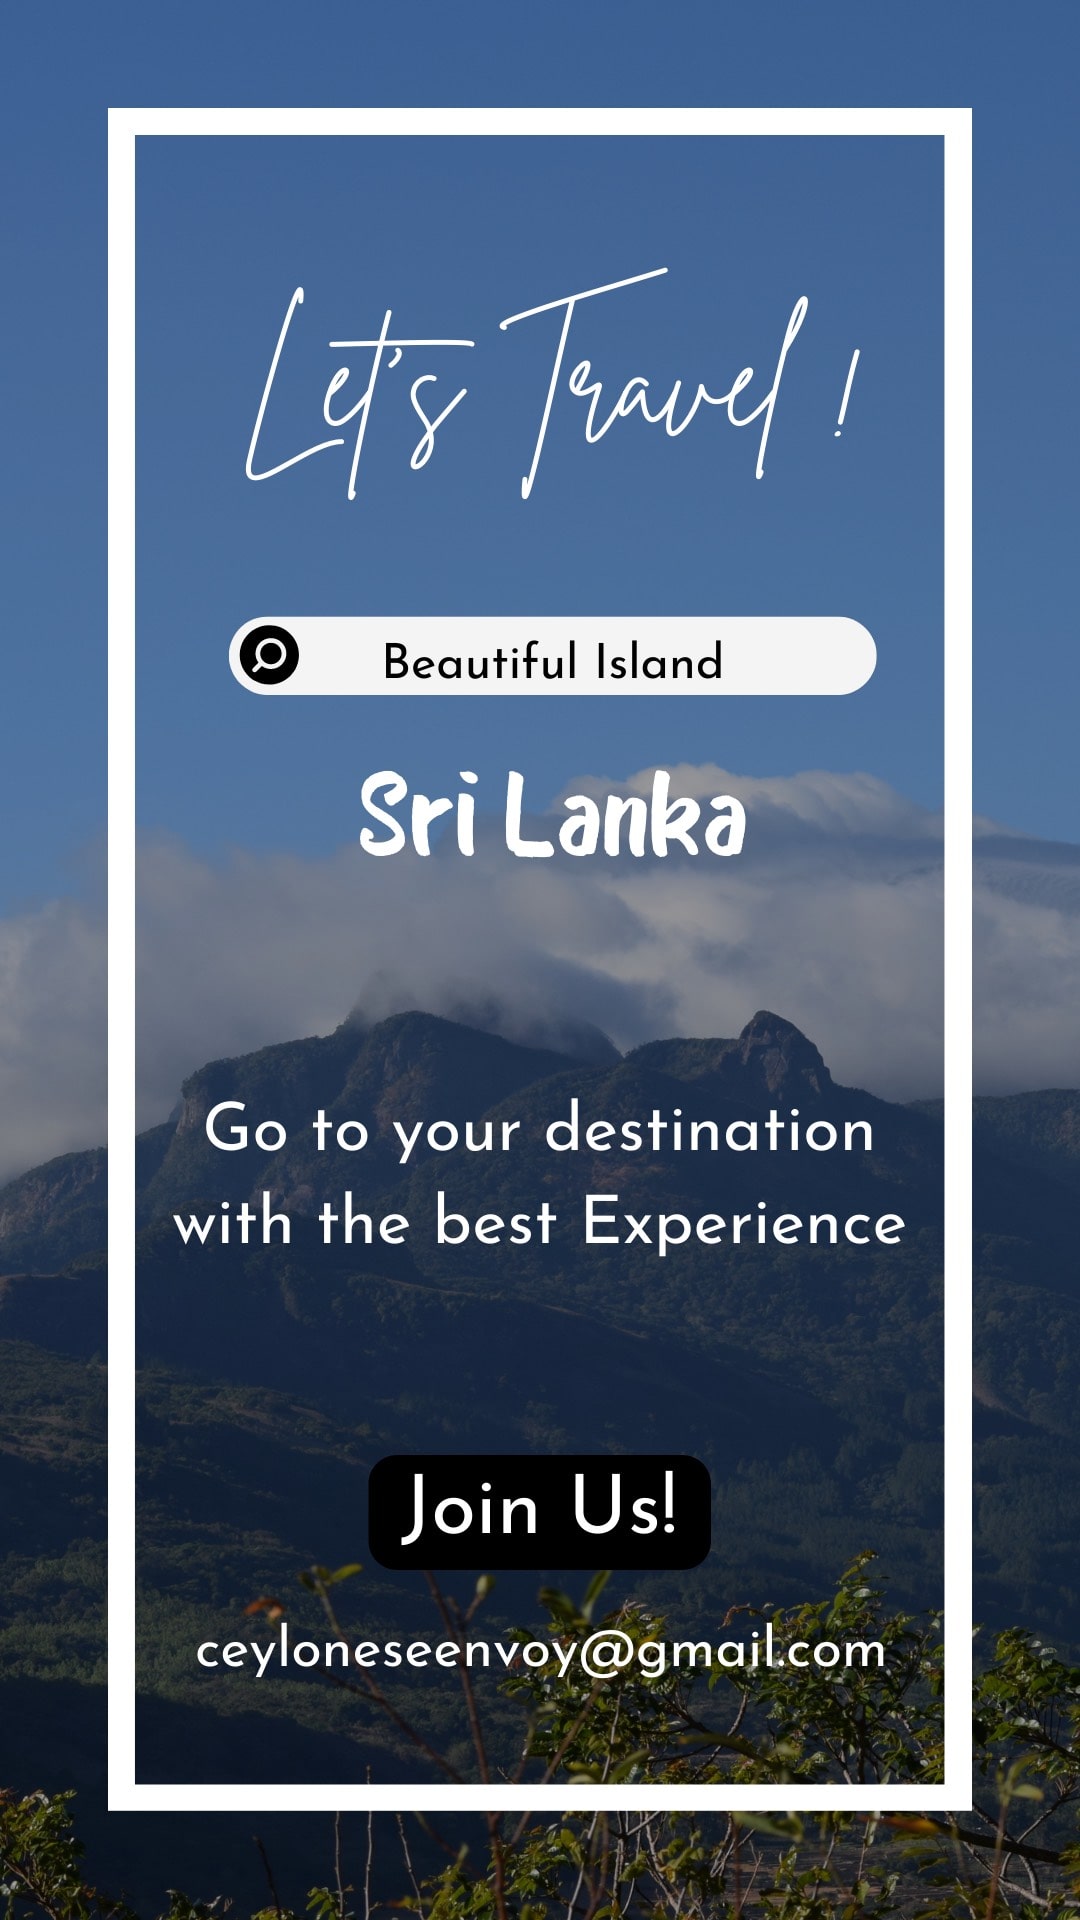 Let's Travel !
Beautiful Island
Sri Lanka
Go to your destination
with the best Experience
Join Us!
ceyloneseenvoy@gmail.com